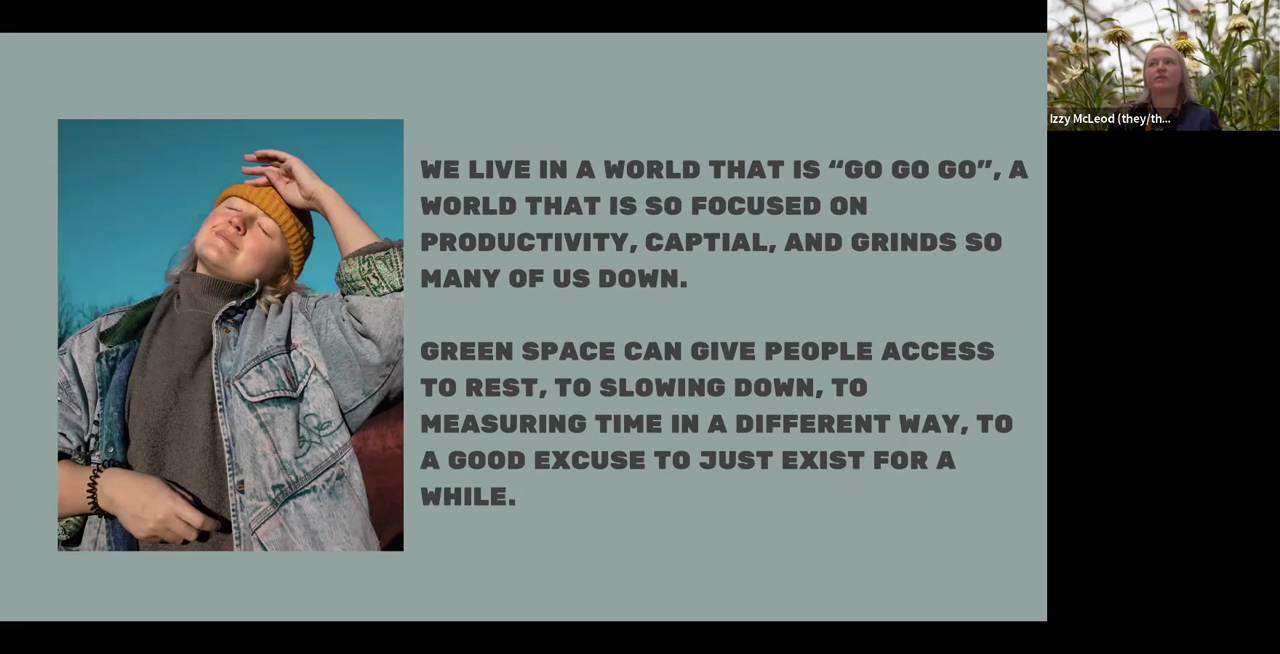 WE LIVE IN A WORLD THAT IS “GO GO GO”, A
WORLD THAT IS SO FOCUSED ON
PRODUCTIVITY, CAPTIAL, AND GRINDS SO
MANY OF US DOWN.
GREEN SPACE CAN GIVE PEOPLE ACCESS
TO REST, TO SLOWING DOWN, TO
MEASURING TIME IN A DIFFERENT WAY, TO
A GOOD EXCUSE TO JUST EXIST FOR A
WHILE.
Izzy McLeod (they/th...